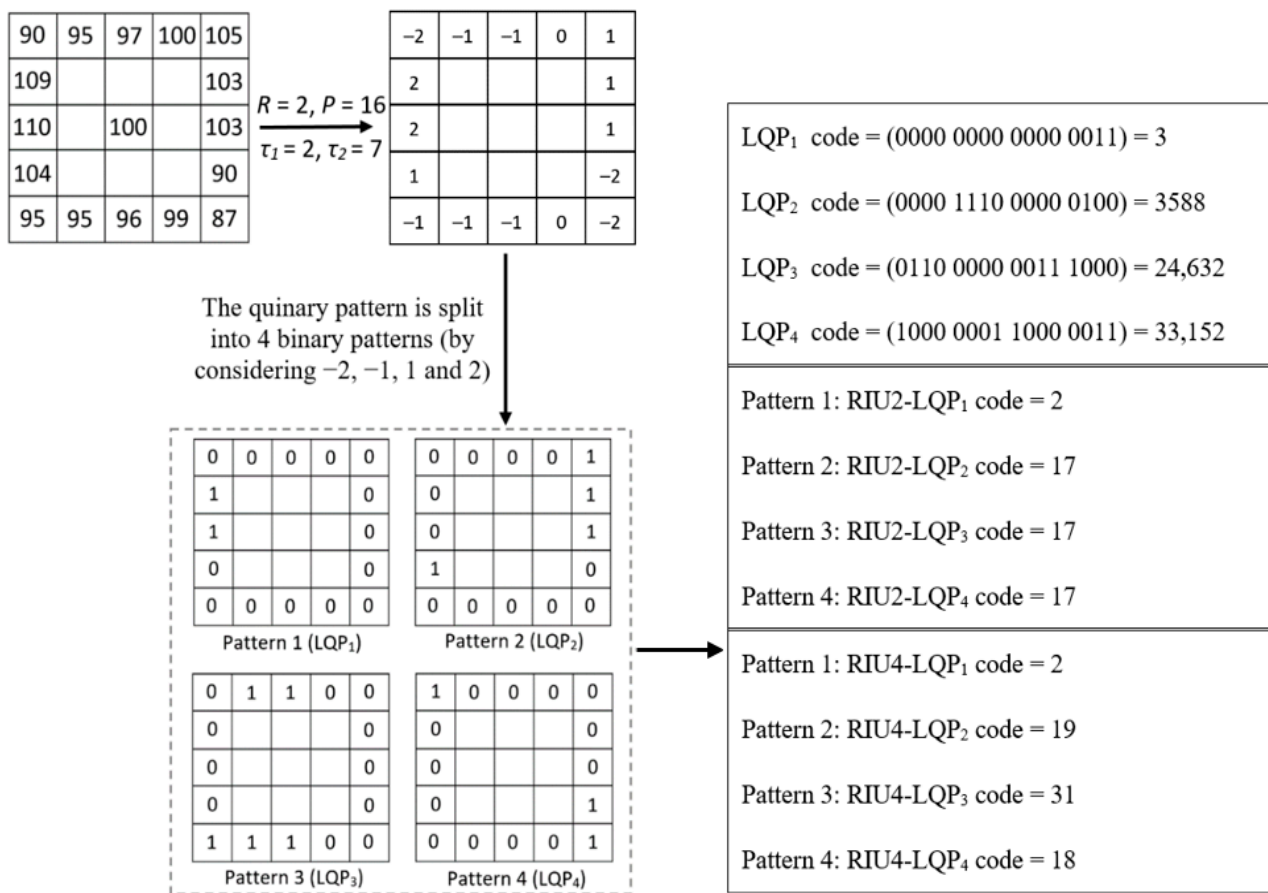 90 95 97 100 105
109 103
110 100 103
104 90
95 95 96 99 87
R = 2, P = 16
τ1 = 2, τ2 = 7
−2 −1 −1 0 1
2 1
2 1
1 −2
−1 −1 −1 0 −2
The quinary pattern is split
into 4 binary patterns (by
considering −2, −1, 1 and 2)
0 0 0 0 0
1 0
1 0
0 0
0 0 0 0 0
Pattern 1 (LQP1)
0 0 0 0 1
0 1
0 1
1 0
0 0 0 0 0
Pattern 2 (LQP2)
0 1 1 0 0
0 0
0 0
0 0
1 1 1 0 0
Pattern 3 (LQP3)
1 0 0 0 0
0 0
0 0
0 1
0 0 0 0 1
Pattern 4 (LQP4)
LQP1 code = (0000 0000 0000 0011) = 3
LQP2 code = (0000 1110 0000 0100) = 3588
LQP3 code = (0110 0000 0011 1000) = 24,632
LQP4 code = (1000 0001 1000 0011) = 33,152
Pattern 1: RIU2-LQP1 code = 2
Pattern 2: RIU2-LQP2 code = 17
Pattern 3: RIU2-LQP3 code = 17
Pattern 4: RIU2-LQP4 code = 17
Pattern 1: RIU4-LQP1 code = 2
Pattern 2: RIU4-LQP2 code = 19
Pattern 3: RIU4-LQP3 code = 31
Pattern 4: RIU4-LQP4 code = 18